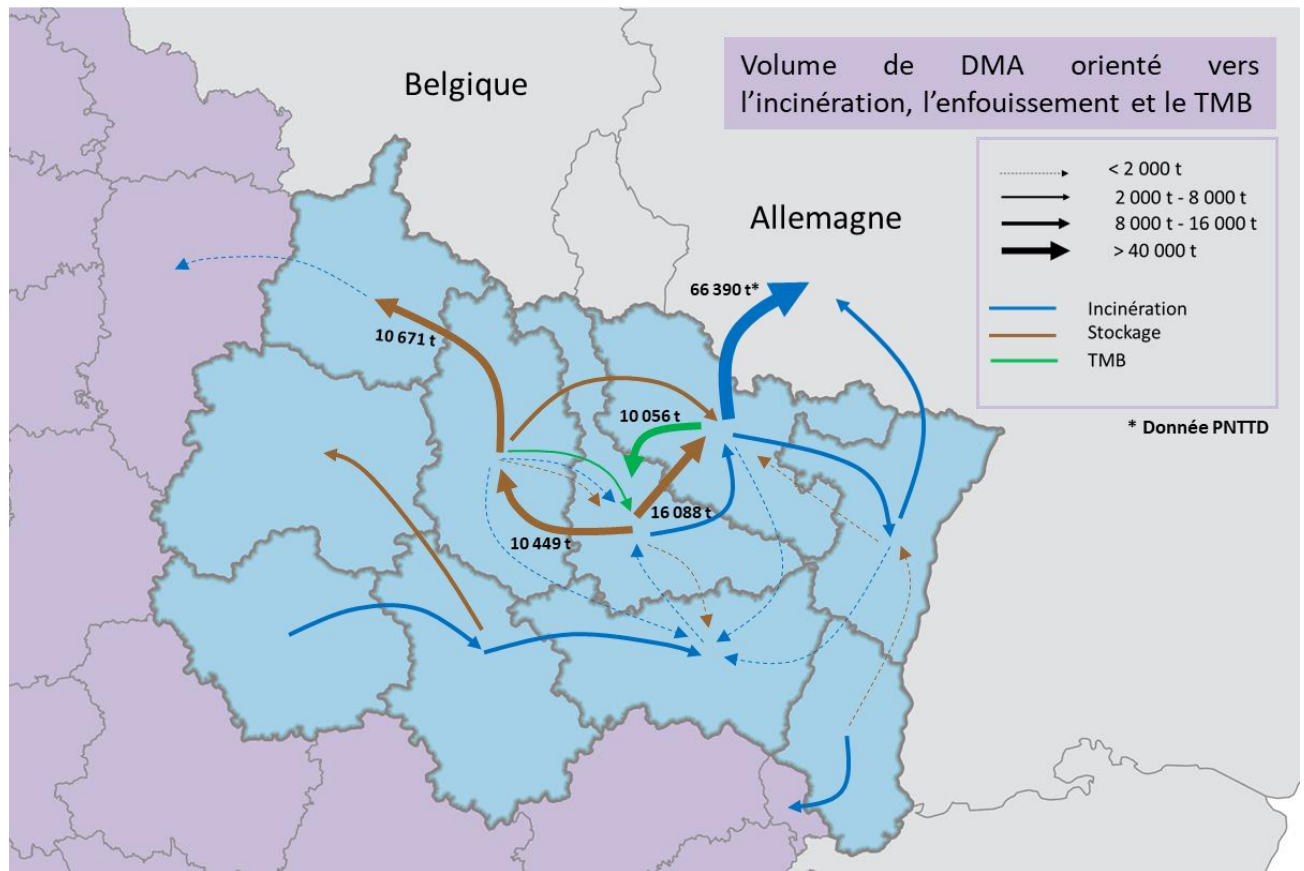 Volume de DMA orienté vers
l'incinération, l'enfouissement et le TMB
Belgique
Allemagne
< 2 000 t
2 000 t - 8 000 t
8 000 t - 16 000 t
> 40 000 t
Incinération
Stockage
TMB
* Donnée PNTTD
66 390 t*
10 671 t
10 056 t
16 088 t
10 449 t